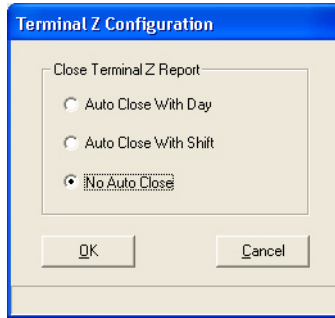 Terminal Z Configuration
Close Terminal Z Report
Auto Close With Day
Auto Close With Shift
No Auto Close
OK Cancel